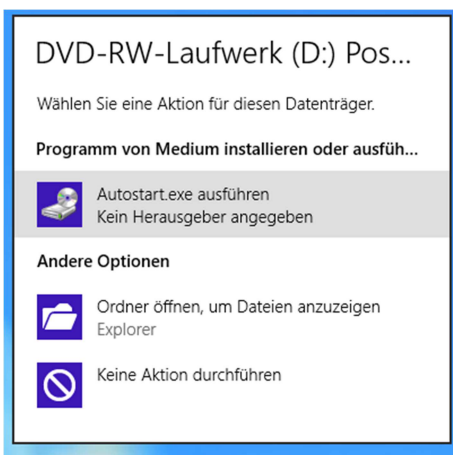 DVD-RW-Laufwerk (D:) Pos...
Wählen Sie eine Aktion für diesen Datenträger.
Programm von Medium installieren oder ausfüh...
Autostart.exe ausführen
Kein Herausgeber angegeben
Andere Optionen
Ordner öffnen, um Dateien anzuzeigen
Explorer
Keine Aktion durchführen